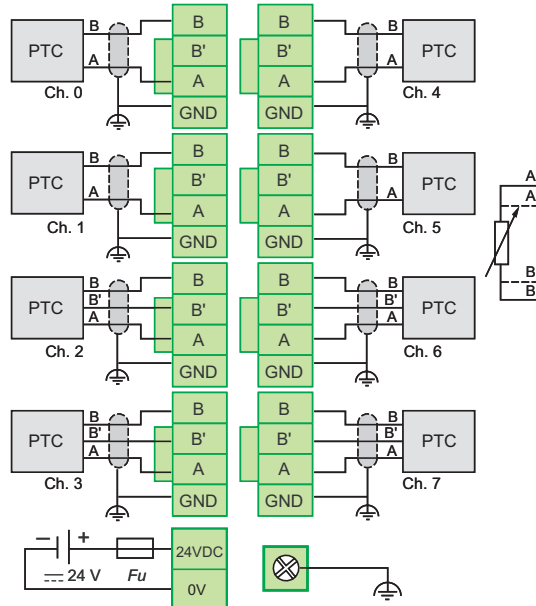 B B B B
PTC B' B' PTC
A A A A
Ch. 0 GND GND Ch. 4
B B B B
PTC B' B' PTC
A A A A
Ch. 1 GND GND Ch. 5
A
A
B
B
B B B B
PTC B' B' B' B' PTC
A A A A
Ch. 2 GND GND Ch. 6
B B B B
PTC B' B' B' B' PTC
A A A A
Ch. 3 GND GND Ch. 7
− + 24VDC
24 V Fu 0V